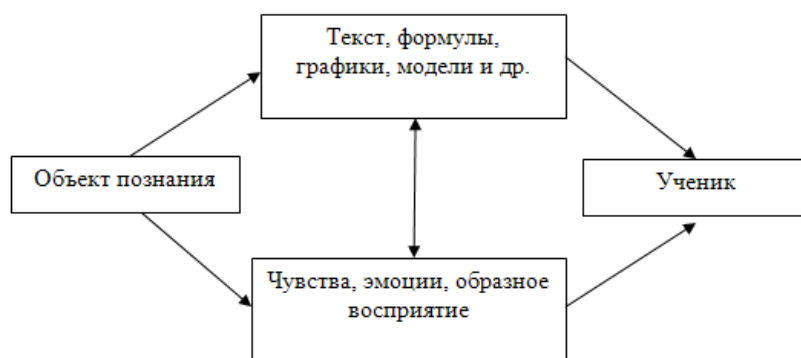 Текст, формулы,
графики, модели и др.
Объект познания
Ученик
Чувства, эмоции, образное
восприятие